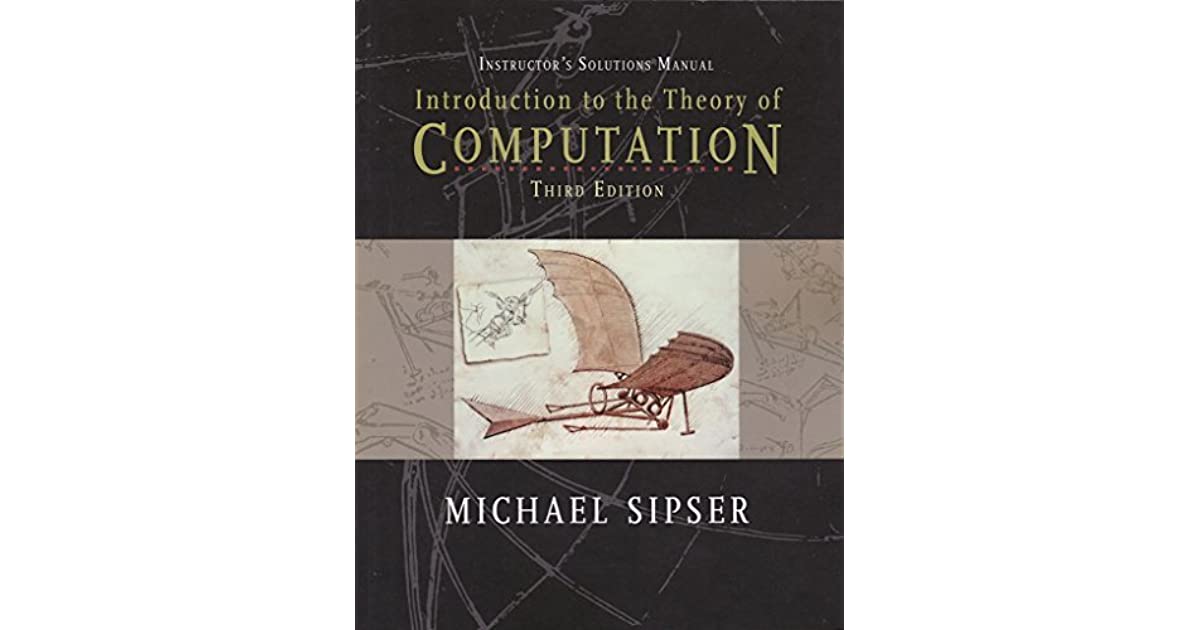 INSTRUCTOR'S SOLUTIONS MANUAL
Introduction to the Theory of
COMPUTATION
THIRD EDITION
MICHAEL SIPSER